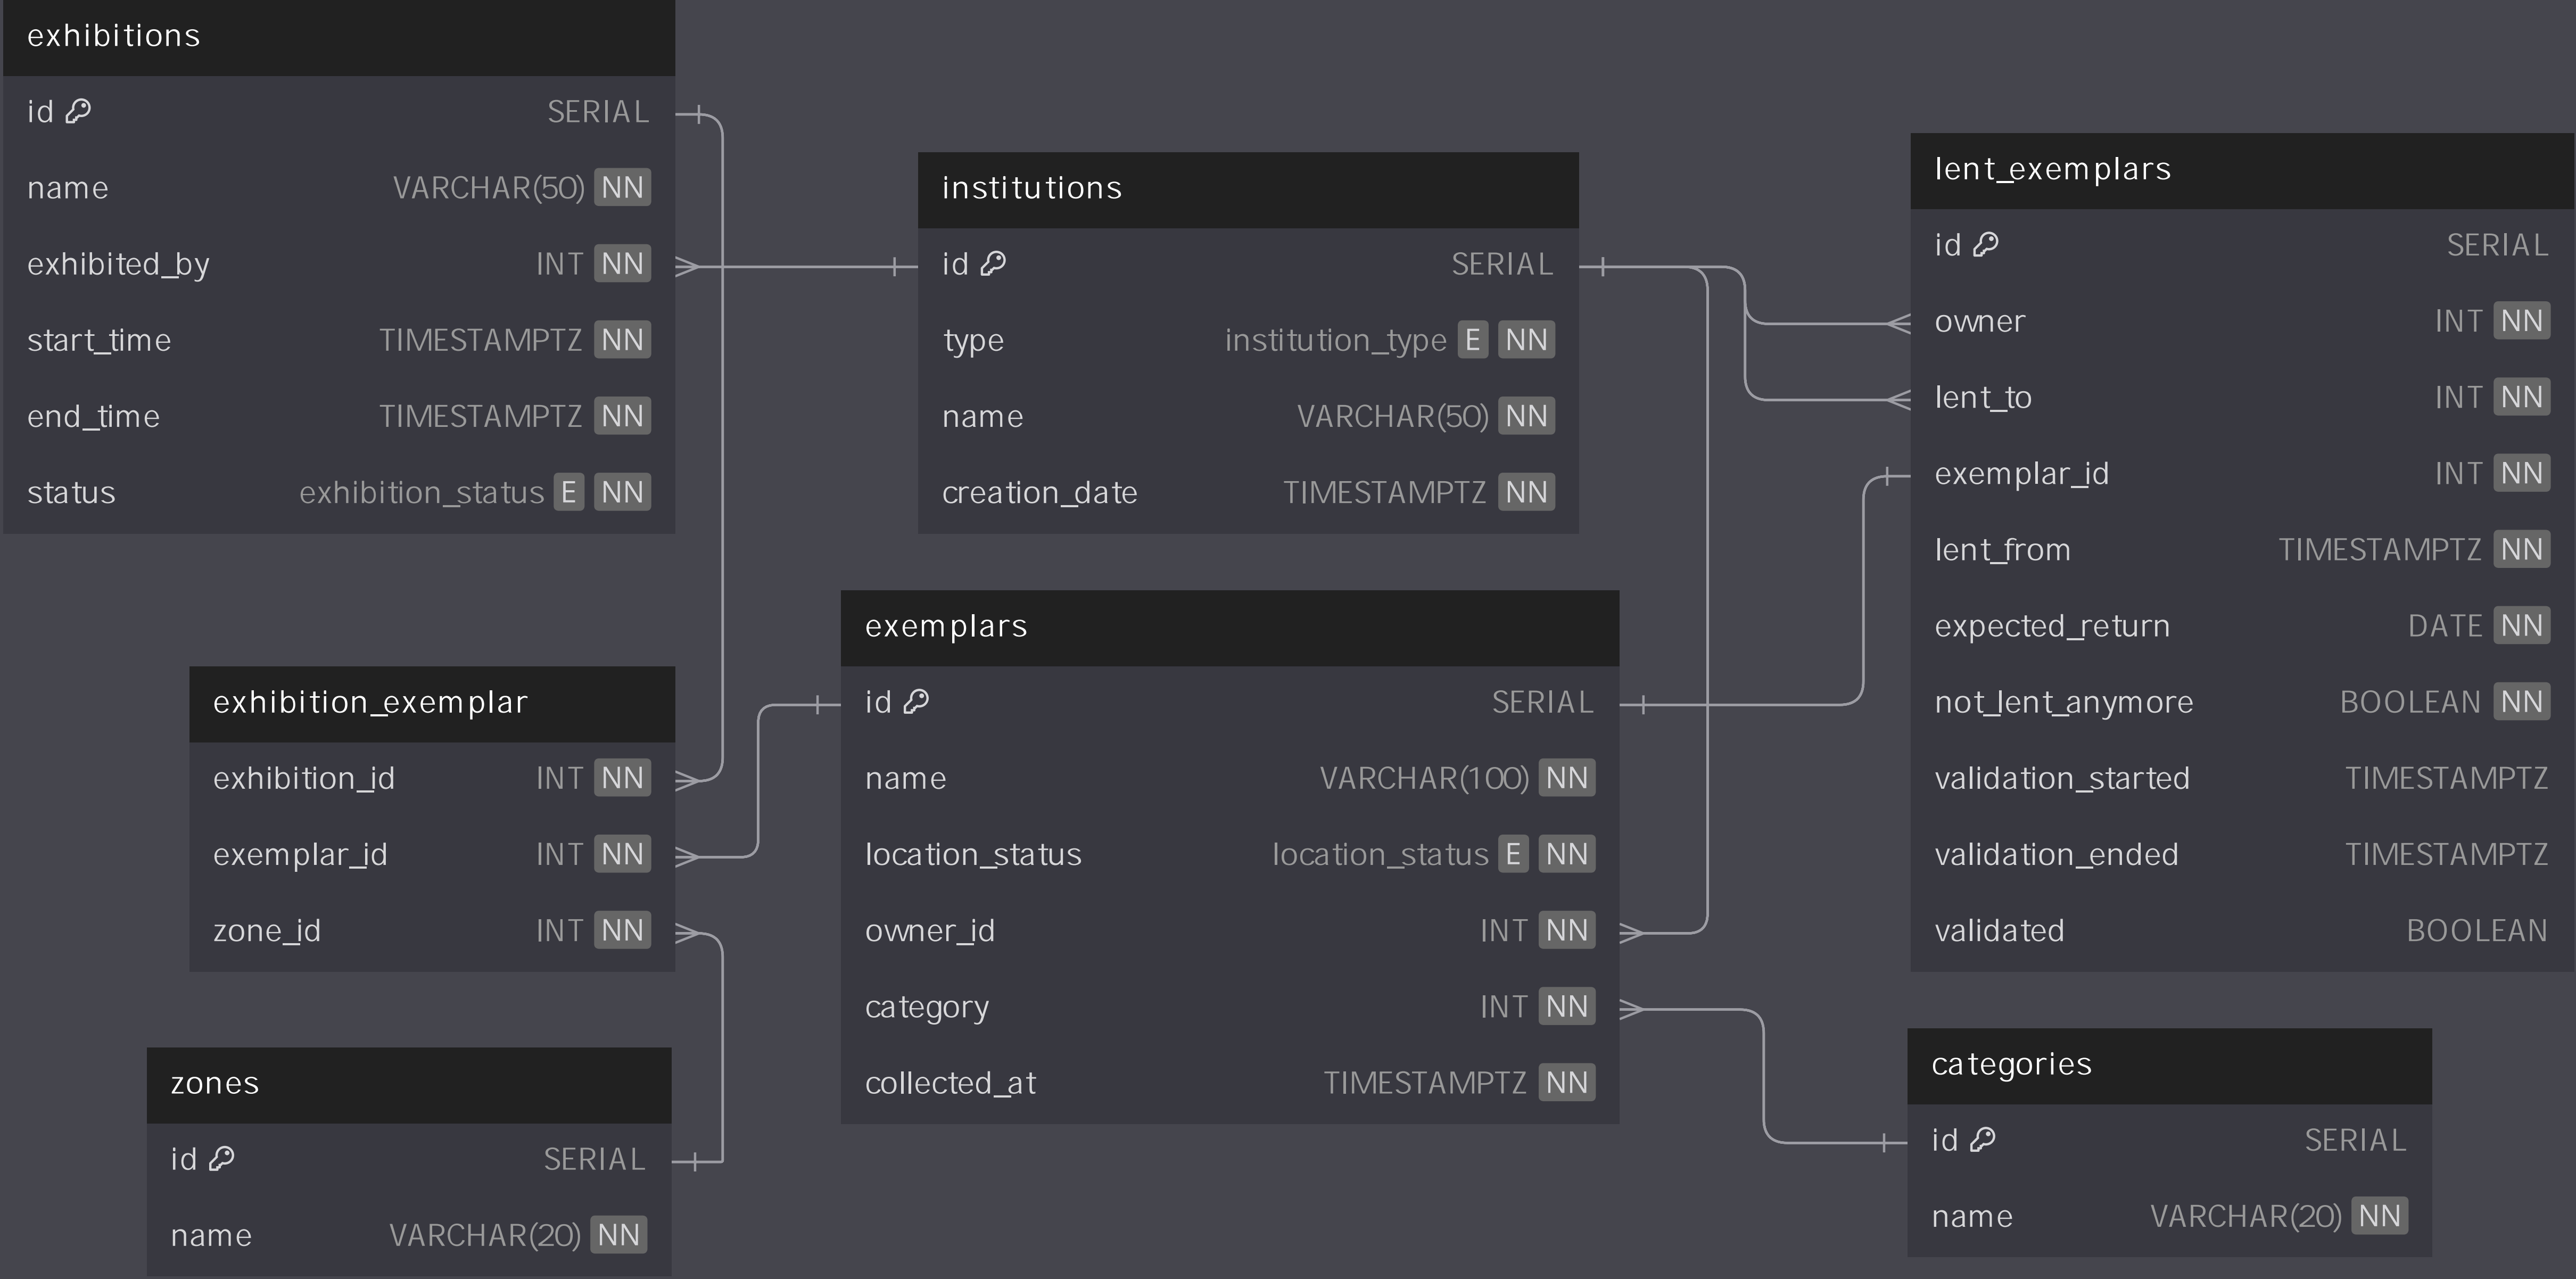 exhibitions
id SERIAL
name VARCHAR(50) NN
exhibited_by INT NN
start_time TIMESTAMPTZ NN
end_time TIMESTAMPTZ NN
status exhibition_status E NN
institutions
id SERIAL
type institution_type E NN
name VARCHAR(50) NN
creation_date TIMESTAMPTZ NN
lent_exemplars
id SERIAL
owner INT NN
lent_to INT NN
exemplar_id INT NN
lent_from TIMESTAMPTZ NN
expected_return DATE NN
not_lent_anymore BOOLEAN NN
validation_started TIMESTAMPTZ
validation_ended TIMESTAMPTZ
validated BOOLEAN
exhibition_exemplar
exhibition_id INT NN
exemplar_id INT NN
zone_id INT NN
exemplars
id SERIAL
name VARCHAR(100) NN
location_status location_status E NN
owner_id INT NN
category INT NN
collected_at TIMESTAMPTZ NN
zones
id SERIAL
name VARCHAR(20) NN
categories
id SERIAL
name VARCHAR(20) NN